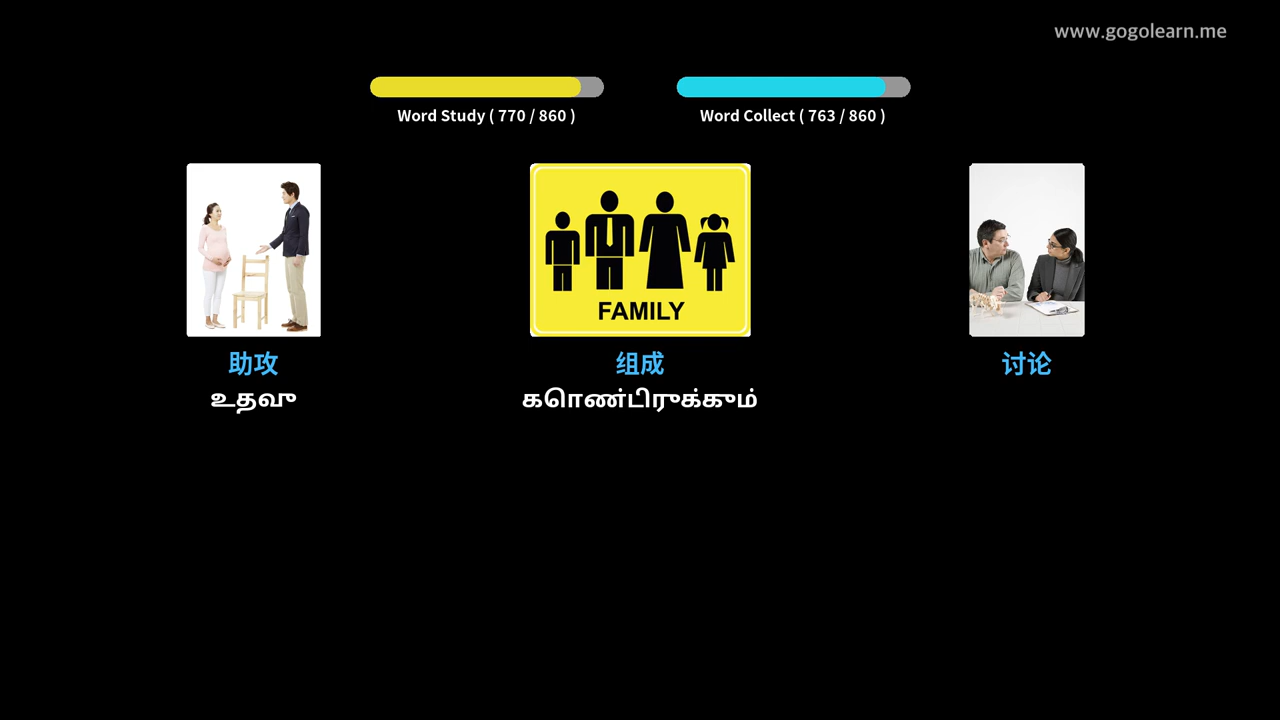 www.gogolearn.me
Word Study ( 770 / 860 )
Word Collect ( 763 / 860 )
FAMILY
助攻
组成
讨论
உதவு
கொண்டிருக்கும்